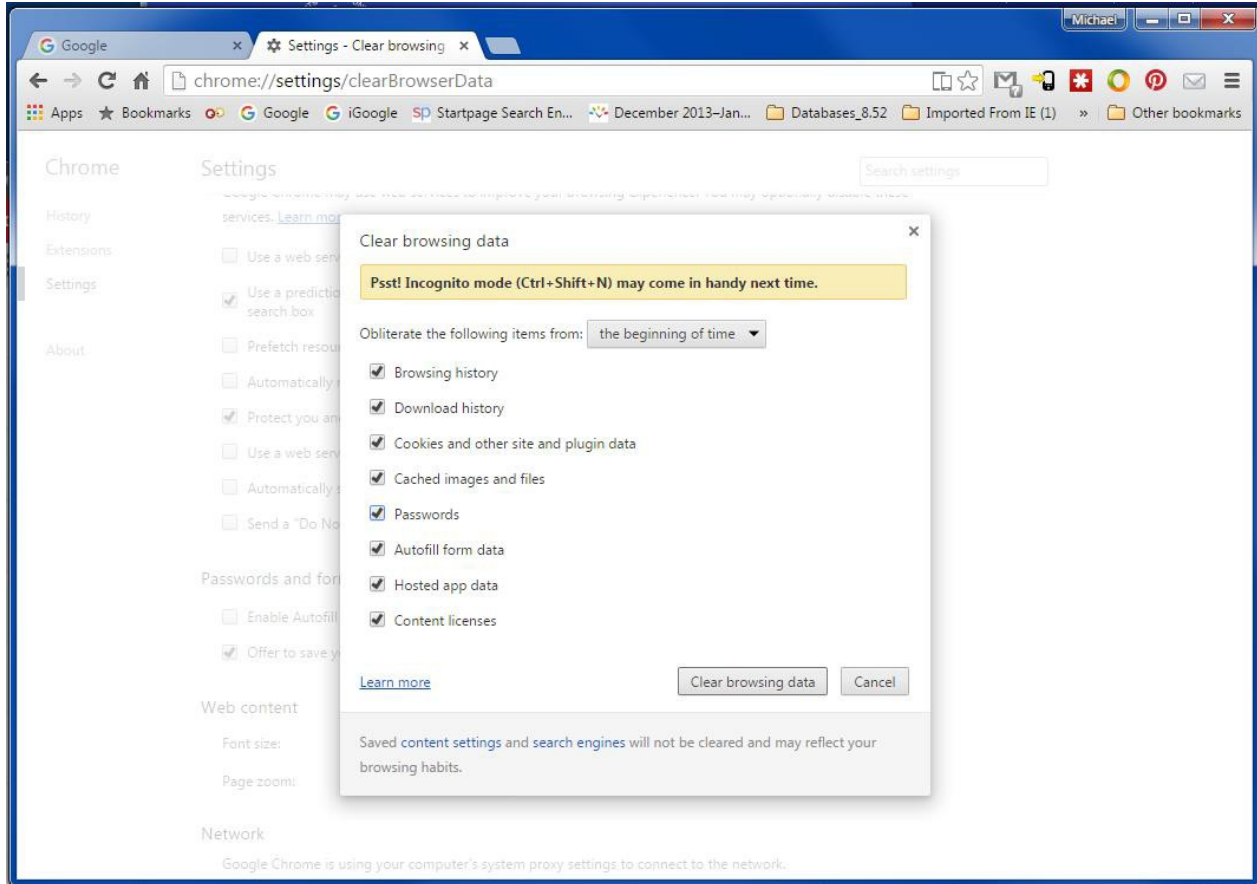 Michael
Google
Settings - Clear browsing
chrome://settings/clearBrowserData
Apps Bookmarks Google iGoogle Startpage Search En... December 2013–Jan... Databases_8.52 Imported From IE (1) » Other bookmarks
Chrome
Settings
Search settings
History
Extensions
Settings
About
services. Learn mor
Use a web serv
Use a predictio
search box
Prefetch resou
Automatically
Protect you an
Use a web serv
Automatically
Send a "Do No
Passwords and for
Enable Autofill
Offer to save y
Web content
Font size:
Page zoom:
Network
Google Chrome is using your computer's system proxy settings to connect to the network.
Clear browsing data
Psst! Incognito mode (Ctrl+Shift+N) may come in handy next time.
Obliterate the following items from: the beginning of time
Browsing history
Download history
Cookies and other site and plugin data
Cached images and files
Passwords
Autofill form data
Hosted app data
Content licenses
Learn more
Clear browsing data
Cancel
Saved content settings and search engines will not be cleared and may reflect your
browsing habits.